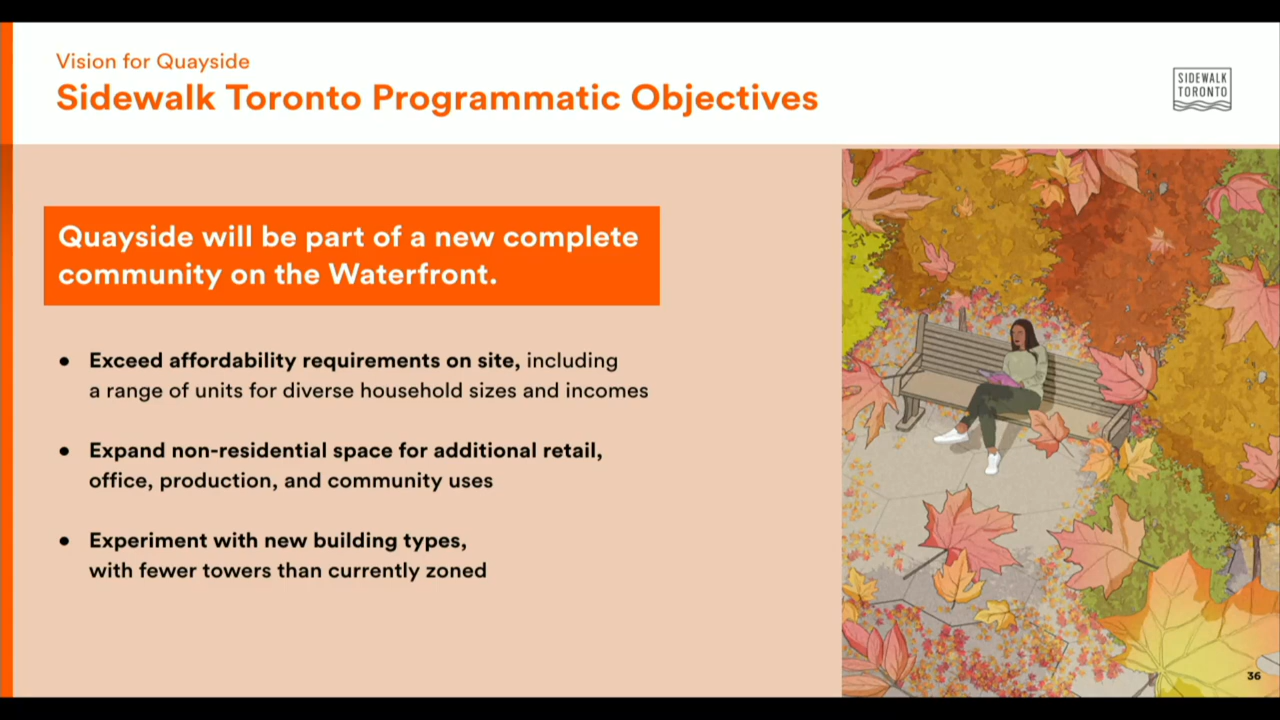 Vision for Quayside
Sidewalk Toronto Programmatic Objectives
SIDEWALK
TORONTO
Quayside will be part of a new complete
community on the Waterfront.
• Exceed affordability requirements on site, including
a range of units for diverse household sizes and incomes
• Expand non-residential space for additional retail,
office, production, and community uses
• Experiment with new building types,
with fewer towers than currently zoned
36